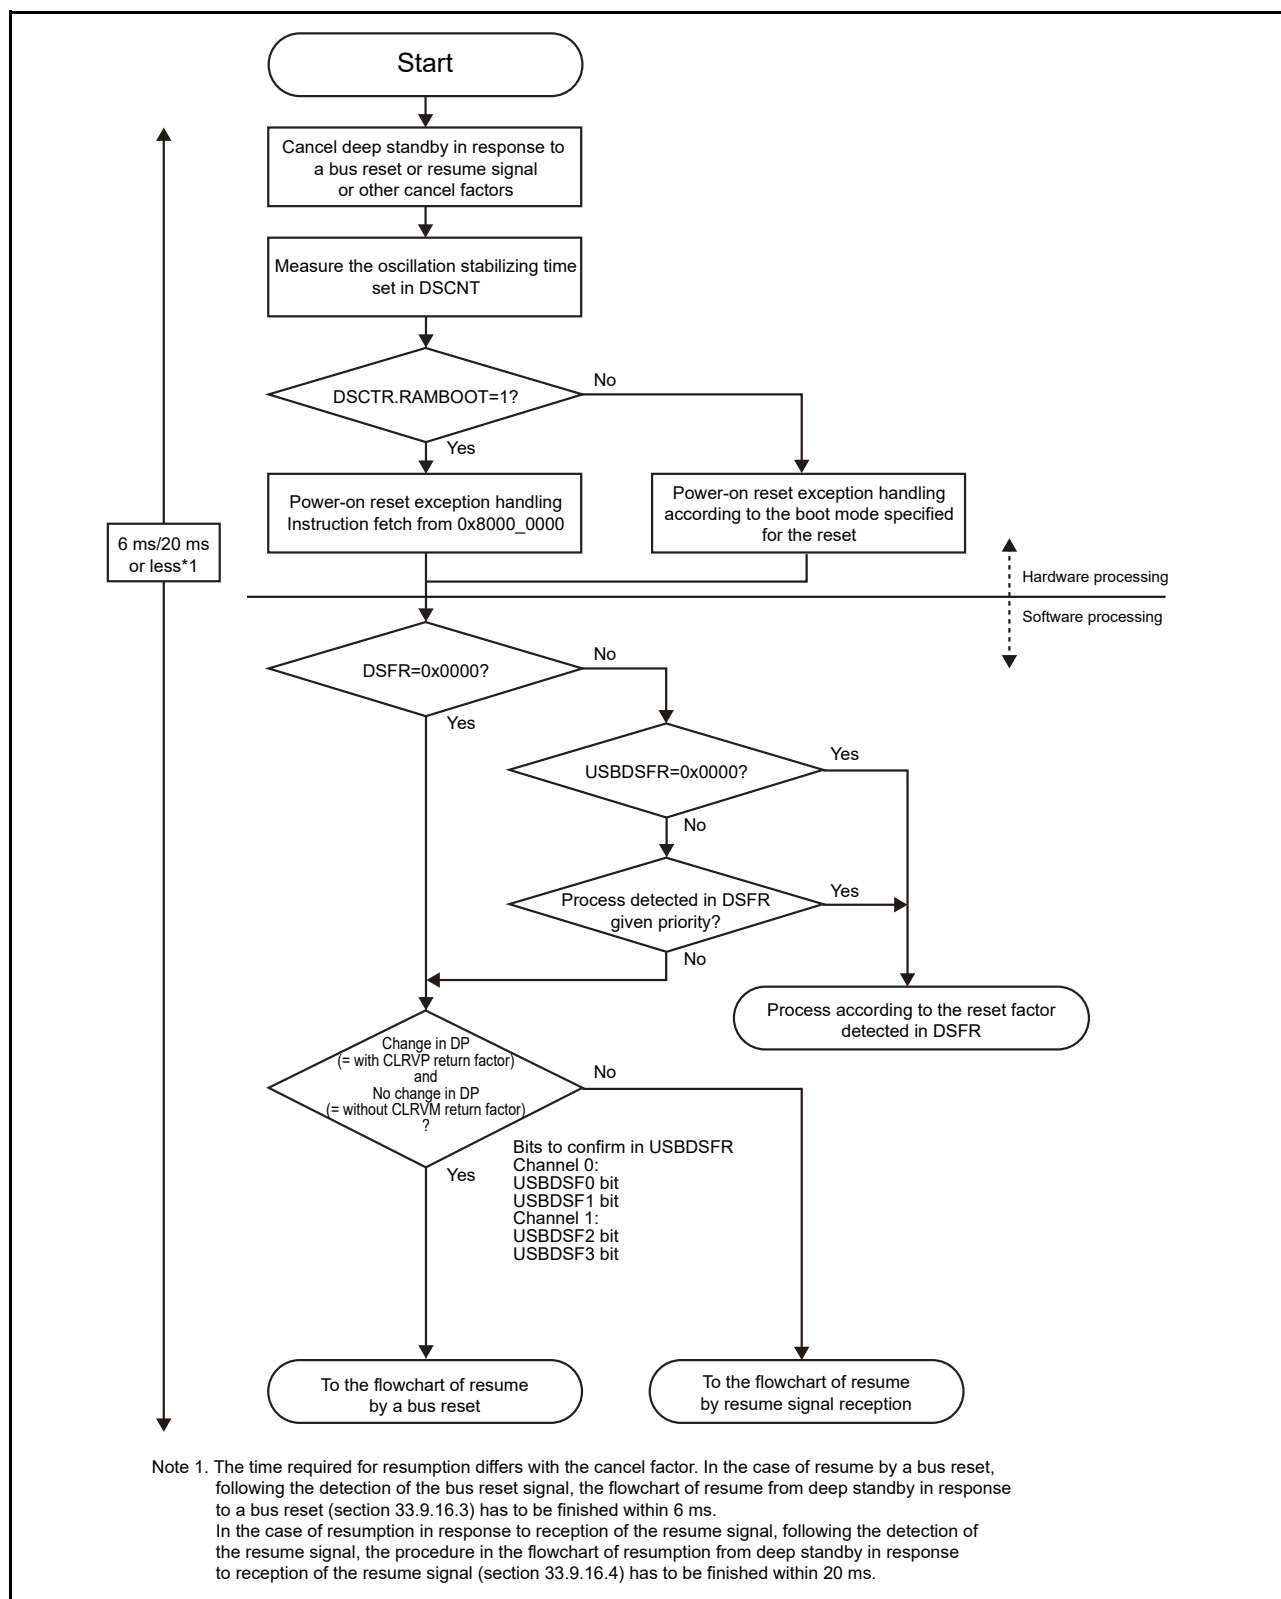 Start
Cancel deep standby in response to
a bus reset or resume signal
or other cancel factors
Measure the oscillation stabilizing time
set in DSCNT
DSCTR.RAMBOOT=1?
No
Yes
Power-on reset exception handling
Instruction fetch from 0x8000_0000
Power-on reset exception handling
according to the boot mode specified
for the reset
6 ms/20 ms
or less*1
Hardware processing
Software processing
DSFR=0x0000?
No
Yes
USBDSFR=0x0000?
Yes
No
Process detected in DSFR
given priority?
Yes
No
Process according to the reset factor
detected in DSFR
Change in DP
(= with CLRVP return factor)
and
No change in DP
(= without CLRVM return factor)
?
No
Yes
Bits to confirm in USBDSFR
Channel 0:
USBDSF0 bit
USBDSF1 bit
Channel 1:
USBDSF2 bit
USBDSF3 bit
To the flowchart of resume
by a bus reset
To the flowchart of resume
by resume signal reception
Note 1. The time required for resumption differs with the cancel factor. In the case of resume by a bus reset,
following the detection of the bus reset signal, the flowchart of resume from deep standby in response
to a bus reset (section 33.9.16.3) has to be finished within 6 ms.
In the case of resumption in response to reception of the resume signal, following the detection of
the resume signal, the procedure in the flowchart of resumption from deep standby in response
to reception of the resume signal (section 33.9.16.4) has to be finished within 20 ms.